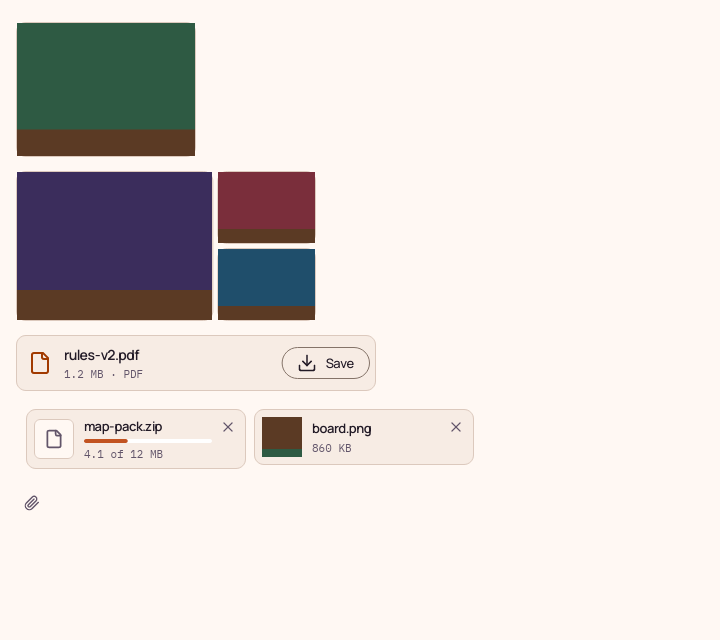 rules-v2.pdf
1.2 MB · PDF
Save
map-pack.zip
4.1 of 12 MB
board.png
860 KB